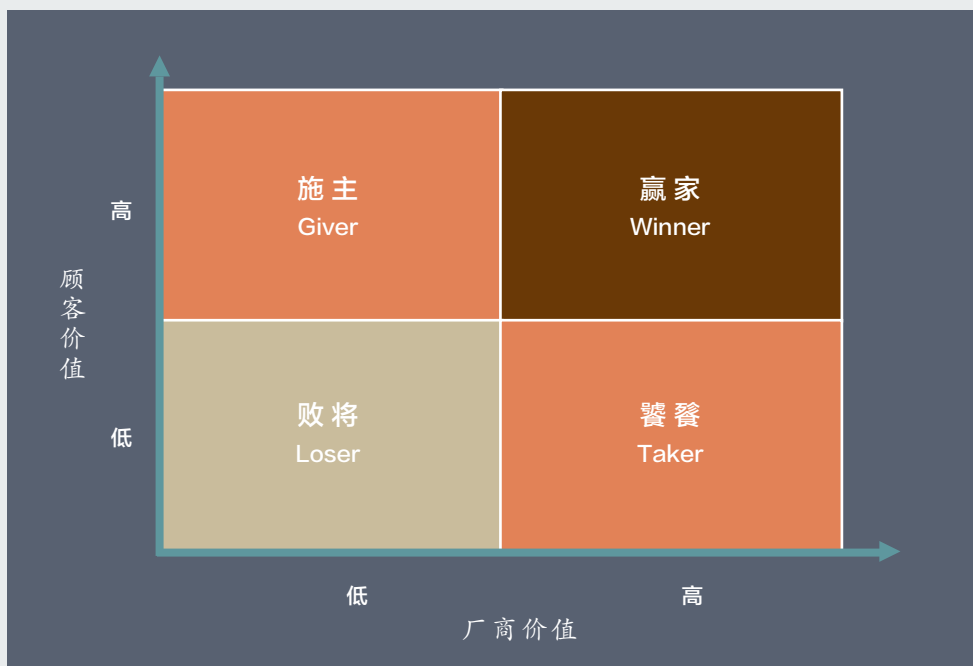 高
施主
Giver
赢家
Winner
顾客价值
低
败将
Loser
饕餮
Taker
低
高
厂商价值